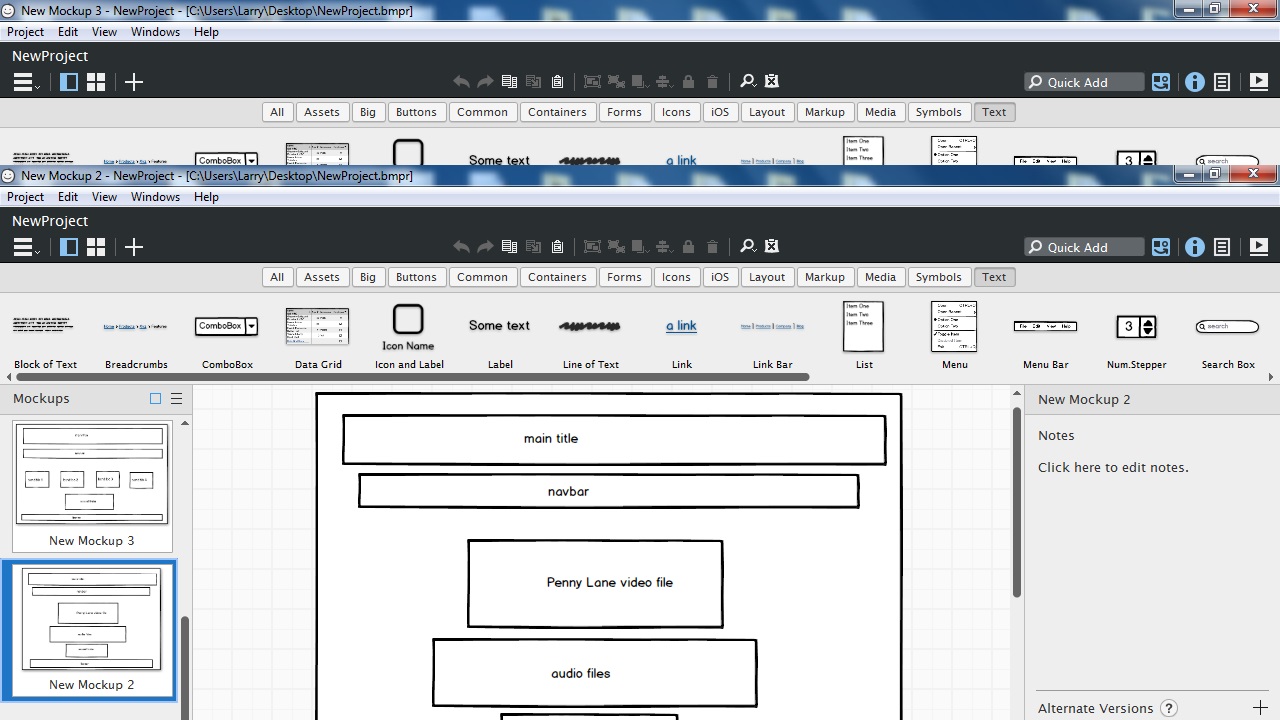 New Mockup 3 - NewProject - [C:\Users\Larry\Desktop\NewProject.bmpr]
Project Edit View Windows Help
NewProject
Quick Add
All Assets Big Buttons Common Containers Forms Icons iOS Layout Markup Media Symbols Text
ComboBox Some text a link Item One
Item Two
Item Three
3 search
New Mockup 2 - NewProject - [C:\Users\Larry\Desktop\NewProject.bmpr]
Project Edit View Windows Help
NewProject
Quick Add
All Assets Big Buttons Common Containers Forms Icons iOS Layout Markup Media Symbols Text
ComboBox Some text a link Item One
Item Two
Item Three
3 search
Icon Name
Block of Text Breadcrumbs ComboBox Data Grid Icon and Label Label Line of Text Link Link Bar List Menu Menu Bar Num.Stepper Search Box
Mockups
New Mockup 3
New Mockup 2
main title
navbar
Penny Lane video file
audio files
New Mockup 2
Notes
Click here to edit notes.
Alternate Versions ?